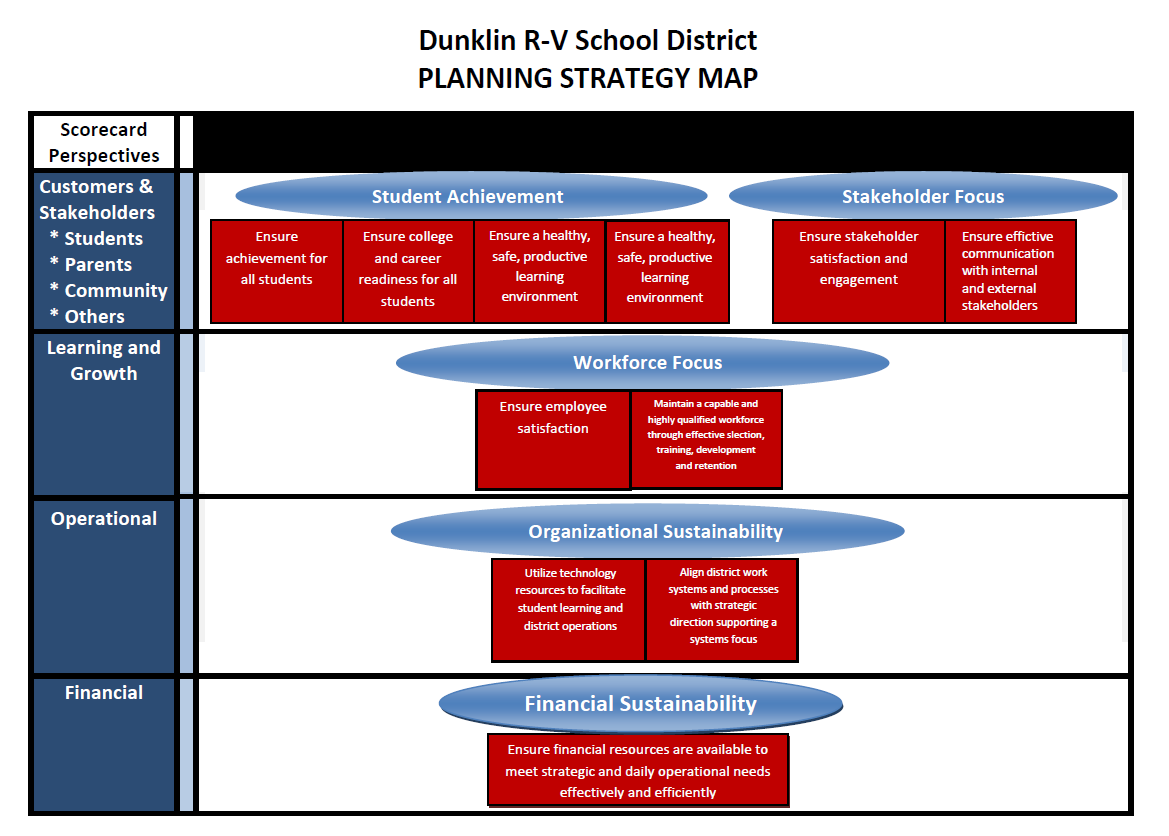 Dunklin R-V School District
PLANNING STRATEGY MAP
Scorecard
Perspectives
Customers &
Stakeholders
* Students
* Parents
* Community
* Others
Student Achievement
Ensure
achievement for
all students
Ensure college
and career
readiness for all
students
Ensure a healthy,
safe, productive
learning
environment
Ensure a healthy,
safe, productive
learning
environment
Stakeholder Focus
Ensure stakeholder
satisfaction and
engagement
Ensure effictive
communication
with internal
and external
stakeholders
Learning and
Growth
Workforce Focus
Ensure employee
satisfaction
Maintain a capable and
highly qualified workforce
through effective slection,
training, development
and retention
Operational
Organizational Sustainability
Utilize technology
resources to facilitate
student learning and
district operations
Align district work
systems and processes
with strategic
direction supporting a
systems focus
Financial
Financial Sustainability
Ensure financial resources are available to
meet strategic and daily operational needs
effectively and efficiently